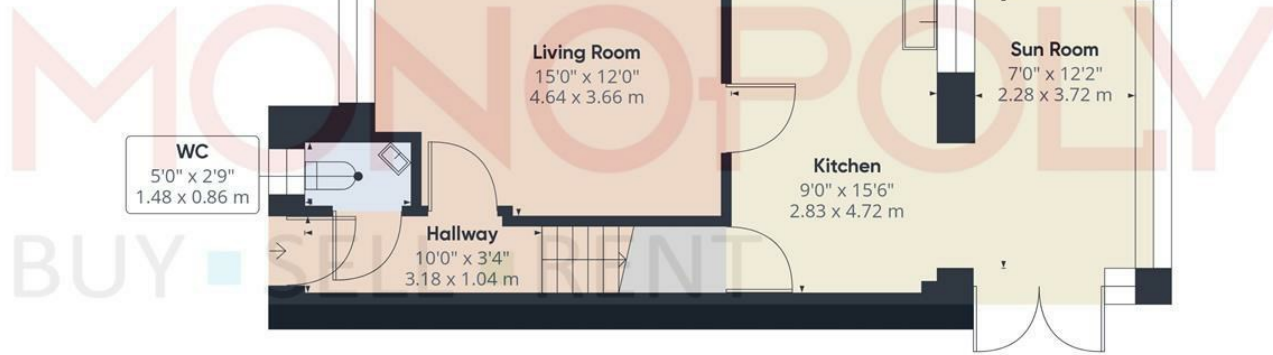 MONOPOLY
BUY SELL RENT
Living Room
15'0" x 12'0"
4.64 x 3.66 m
Sun Room
7'0" x 12'2"
2.28 x 3.72 m
WC
5'0" x 2'9"
1.48 x 0.86 m
Kitchen
9'0" x 15'6"
2.83 x 4.72 m
Hallway
10'0" x 3'4"
3.18 x 1.04 m